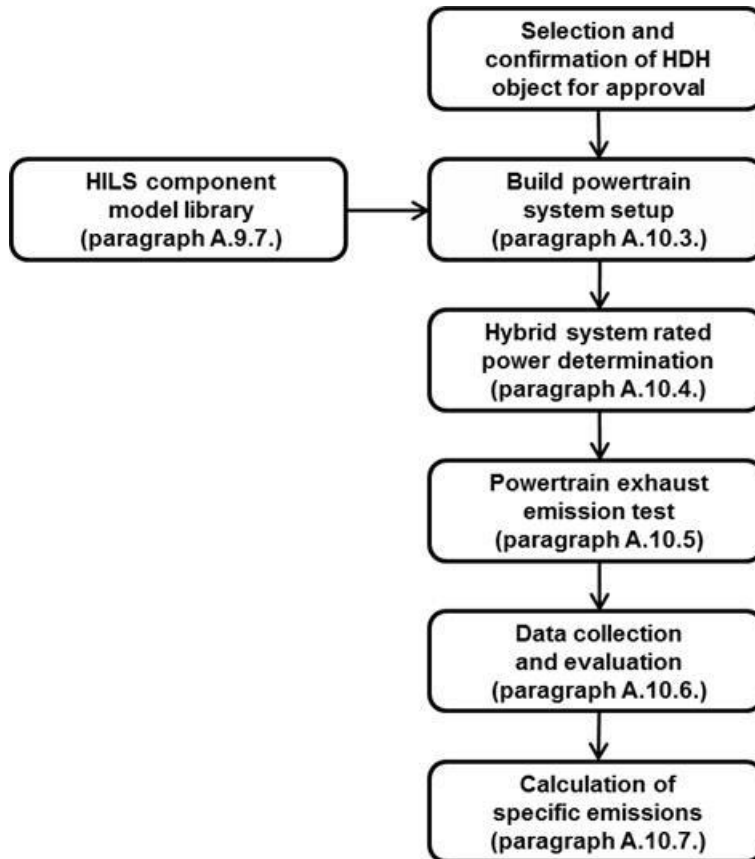 Selection and
confirmation of HDH
object for approval
HILS component
model library
(paragraph A.9.7.)
Build powertrain
system setup
(paragraph A.10.3.)
Hybrid system rated
power determination
(paragraph A.10.4.)
Powertrain exhaust
emission test
(paragraph A.10.5)
Data collection
and evaluation
(paragraph A.10.6.)
Calculation of
specific emissions
(paragraph A.10.7.)